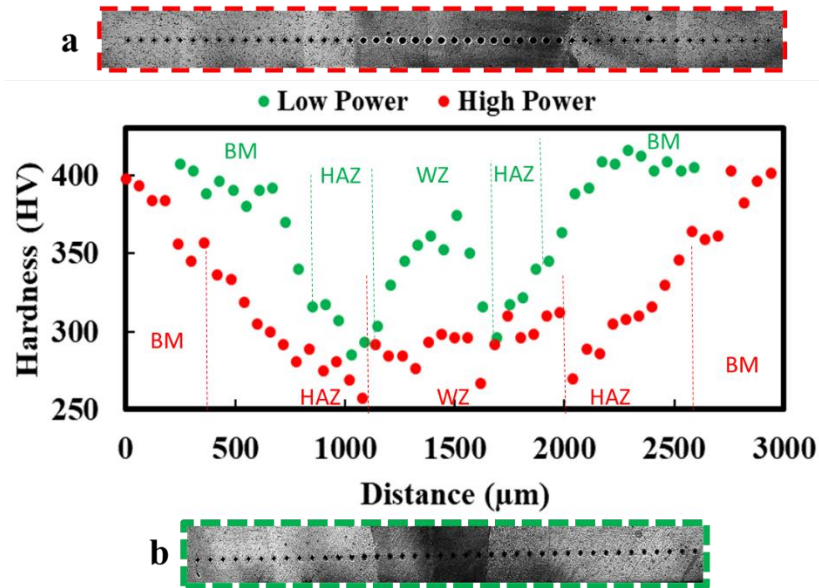 a
Low Power High Power
BM HAZ WZ HAZ BM
BM HAZ WZ HAZ BM
Hardness (HV)
400
350
300
250
0 500 1000 1500 2000 2500 3000
Distance (μm)
b